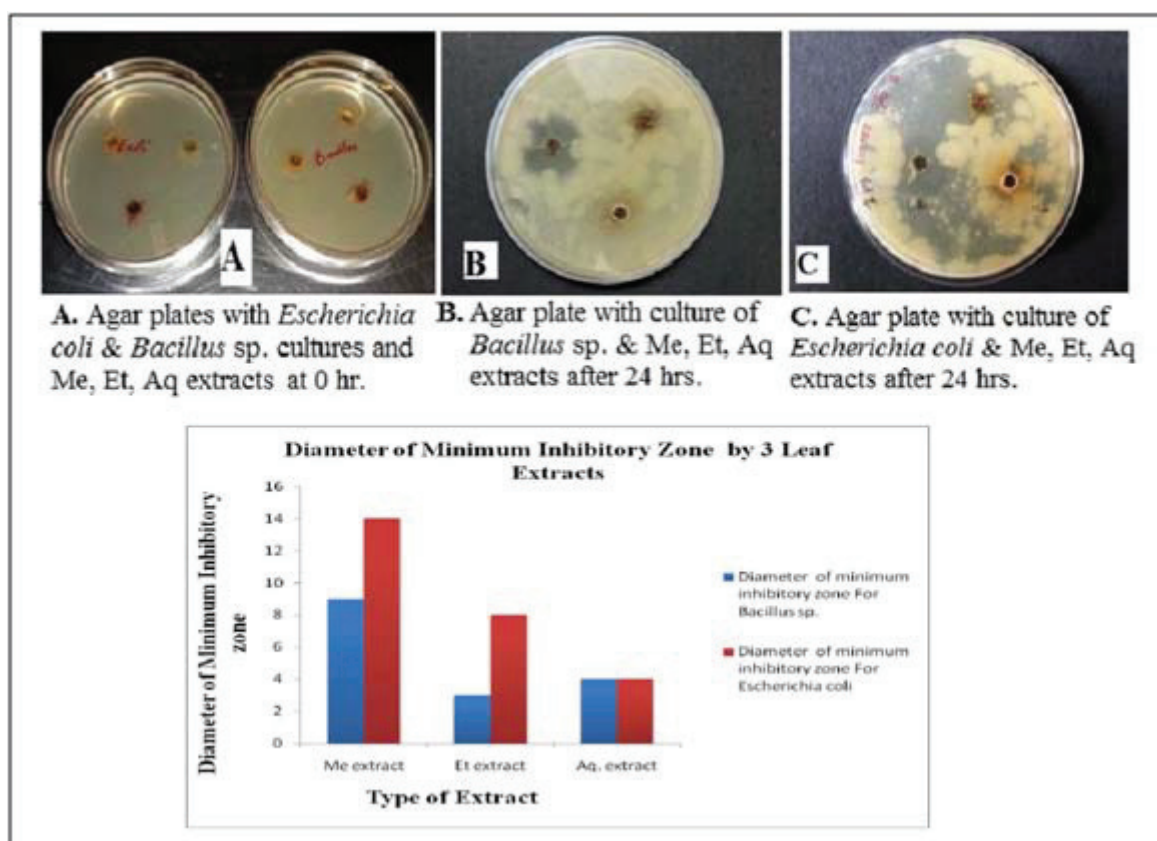 E.coli
Bacillus
A
B
C
A. Agar plates with Escherichia
coli & Bacillus sp. cultures and
Me, Et, Aq extracts at 0 hr.
B. Agar plate with culture of
Bacillus sp. & Me, Et, Aq
extracts after 24 hrs.
C. Agar plate with culture of
Escherichia coli & Me, Et, Aq
extracts after 24 hrs.
Diameter of Minimum Inhibitory Zone by 3 Leaf
Extracts
Diameter of Minimum Inhibitory
zone
16
14
12
10
8
6
4
2
0
Me extract
Et extract
Aq. extract
Type of Extract
Diameter of minimum
inhibitory zone For
Bacillus sp.
Diameter of minimum
inhibitory zone For
Escherichia coli